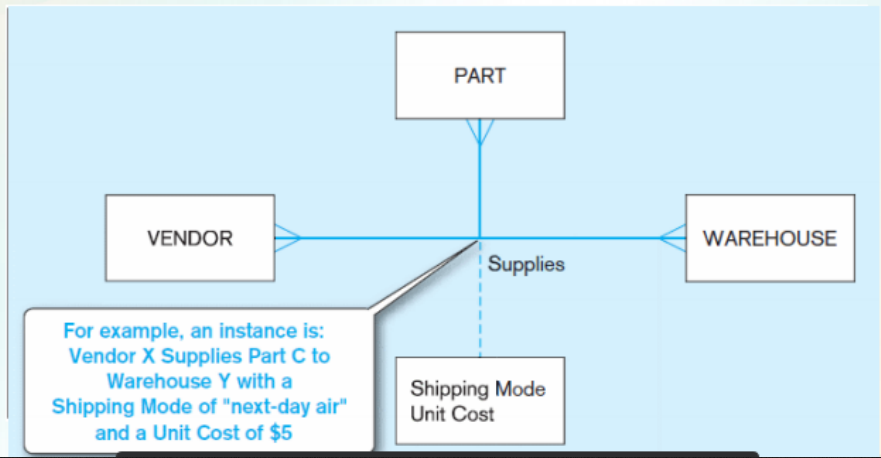 PART
VENDOR
WAREHOUSE
Supplies
For example, an instance is:
Vendor X Supplies Part C to
Warehouse Y with a
Shipping Mode of "next-day air"
and a Unit Cost of $5
Shipping Mode
Unit Cost